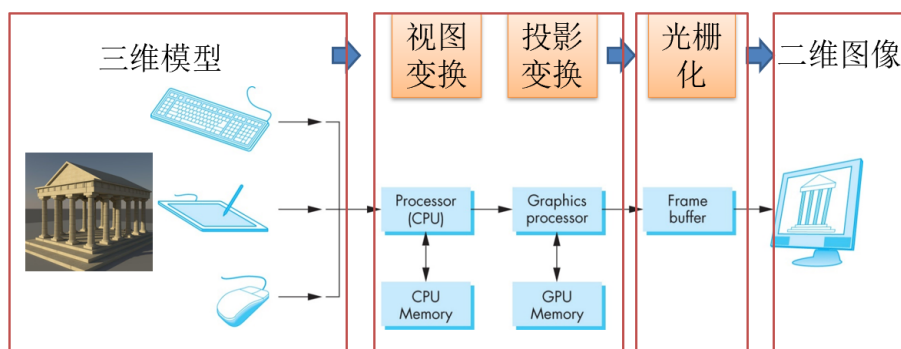 三维模型
视图
变换
投影
变换
光栅
化
二维图像
Processor
(CPU)
Graphics
processor
Frame
buffer
CPU
Memory
GPU
Memory